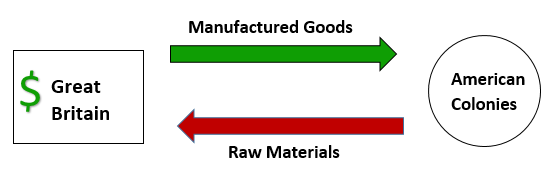 Manufactured Goods
$
Great
Britain
American
Colonies
Raw Materials